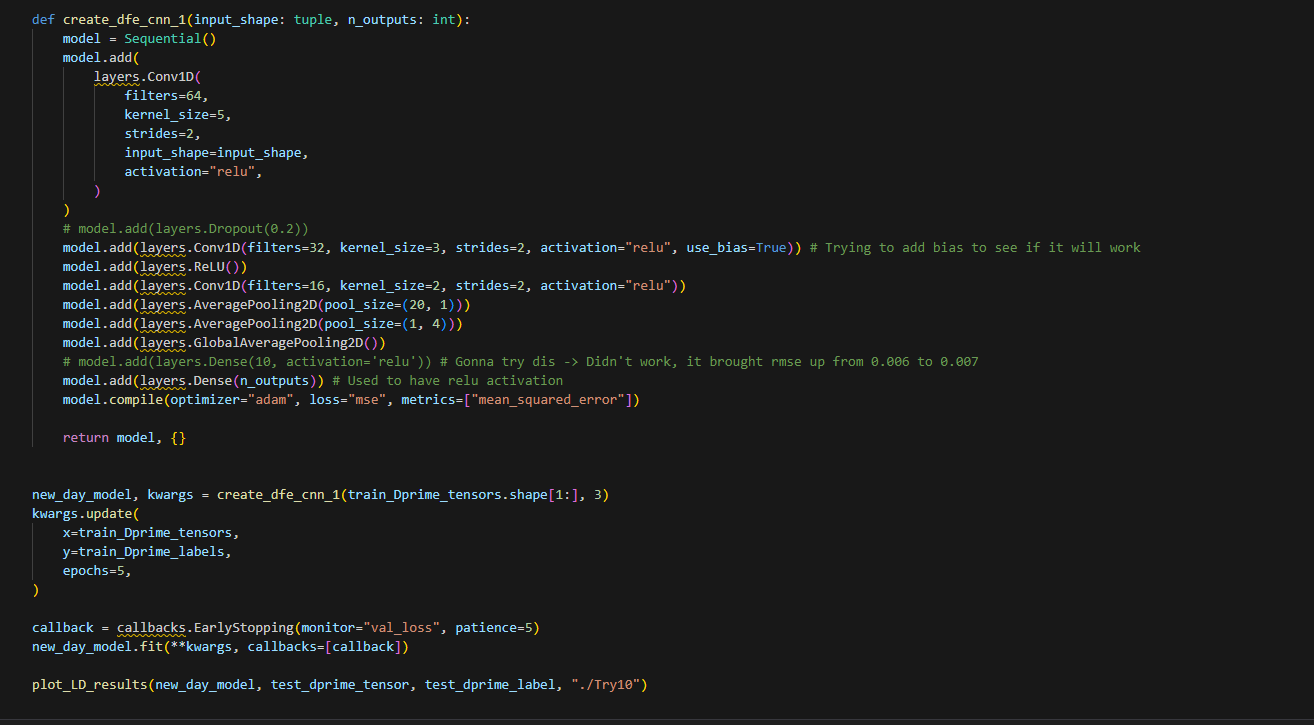 def create_dfe_cnn_1(input_shape: tuple, n_outputs: int):
    model = Sequential()
    model.add(
        layers.Conv1D(
            filters=64,
            kernel_size=5,
            strides=2,
            input_shape=input_shape,
            activation="relu",
        )
    )
    # model.add(layers.Dropout(0.2))
    model.add(layers.Conv1D(filters=32, kernel_size=3, strides=2, activation="relu", use_bias=True)) # Trying to add bias to see if it will work
    model.add(layers.ReLU())
    model.add(layers.Conv1D(filters=16, kernel_size=2, strides=2, activation="relu"))
    model.add(layers.AveragePooling2D(pool_size=(20, 1)))
    model.add(layers.AveragePooling2D(pool_size=(1, 4)))
    model.add(layers.GlobalAveragePooling2D())
    # model.add(layers.Dense(10, activation='relu')) # Gonna try dis -> Didn't work, it brought rmse up from 0.006 to 0.007
    model.add(layers.Dense(n_outputs)) # Used to have relu activation
    model.compile(optimizer="adam", loss="mse", metrics=["mean_squared_error"])

    return model, {}


new_day_model, kwargs = create_dfe_cnn_1(train_Dprime_tensors.shape[1:], 3)
kwargs.update(
    x=train_Dprime_tensors,
    y=train_Dprime_labels,
    epochs=5,
)

callback = callbacks.EarlyStopping(monitor="val_loss", patience=5)
new_day_model.fit(**kwargs, callbacks=[callback])

plot_LD_results(new_day_model, test_dprime_tensor, test_dprime_label, "./Try10")